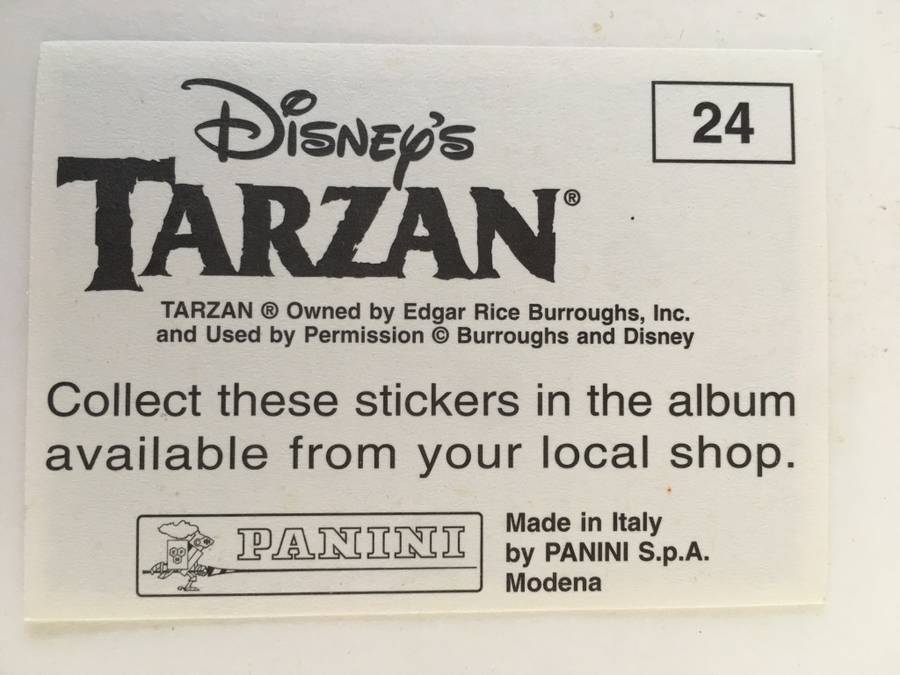 Disney's
24
TARZAN®
TARZAN ® Owned by Edgar Rice Burroughs, Inc.
and Used by Permission © Burroughs and Disney
Collect these stickers in the album
available from your local shop.
PANINI
Made in Italy
by PANINI S.p.A.
Modena